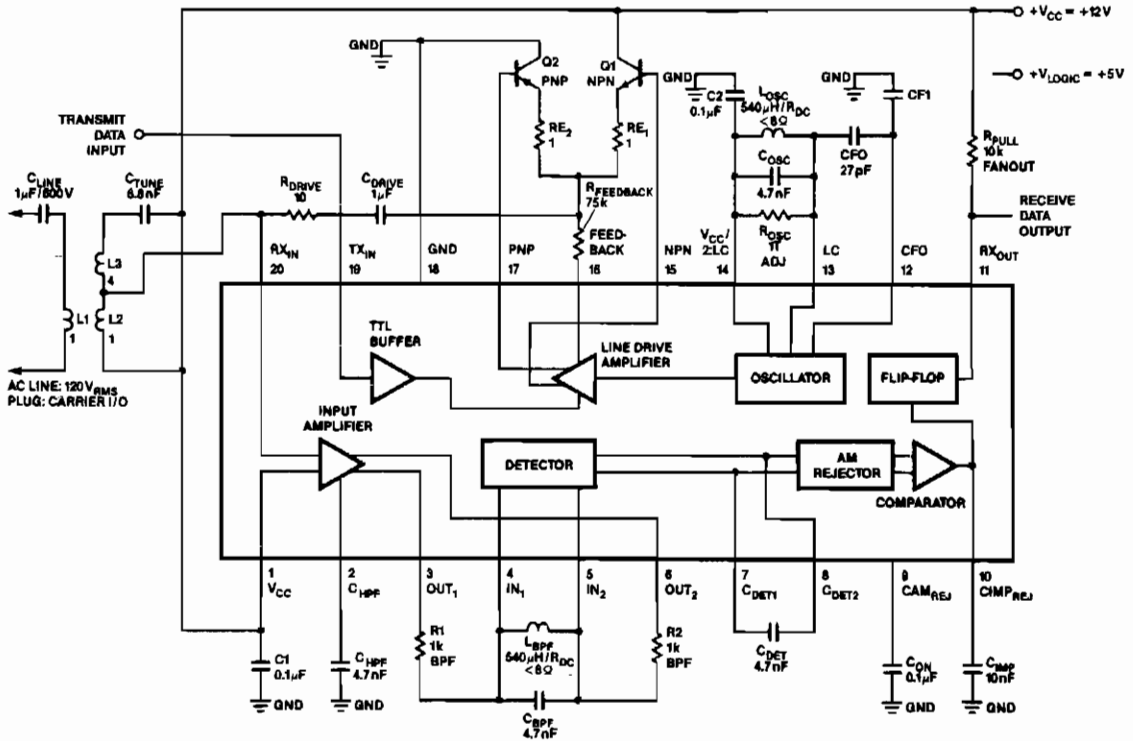 +V_CC = +12V
GND
Q2
PNP
Q1
NPN
GND
C2
0.1µF
L_OSC
540µH/R_DC
<8Ω
GND
CF1
+V_LOGIC = +5V
TRANSMIT
DATA
INPUT
RE_2
1
RE_1
1
C_OSC
4.7nF
CFO
27pF
R_PULL
10k
FANOUT
C_LINE
1µF/600V
C_TUNE
6.8nF
R_DRIVE
10
C_DRIVE
1µF
R_FEEDBACK
75k
R_OSC
ADJ
RECEIVE
DATA
OUTPUT
RX_IN
20
TX_IN
19
GND
18
PNP
17
FEED-
BACK
16
NPN
15
V_CC/
2:LC
14
LC
13
CFO
12
RX_OUT
11
L3
4
L1
1
L2
1
AC LINE: 120V_RMS
PLUG: CARRIER I/O
TTL
BUFFER
LINE DRIVE
AMPLIFIER
OSCILLATOR
FLIP-FLOP
INPUT
AMPLIFIER
DETECTOR
AM
REJECTOR
COMPARATOR
1
V_CC
2
C_HPF
3
OUT_1
4
IN_1
5
IN_2
6
OUT_2
7
C_DET1
8
C_DET2
9
CAM_REJ
10
CIMP_REJ
C1
0.1µF
GND
C_HPF
4.7nF
GND
R1
1k
BPF
L_BPF
540µH/R_DC
<8Ω
C_BPF
4.7nF
R2
1k
BPF
C_DET
4.7nF
C_ON
0.1µF
GND
C_IMP
10nF
GND